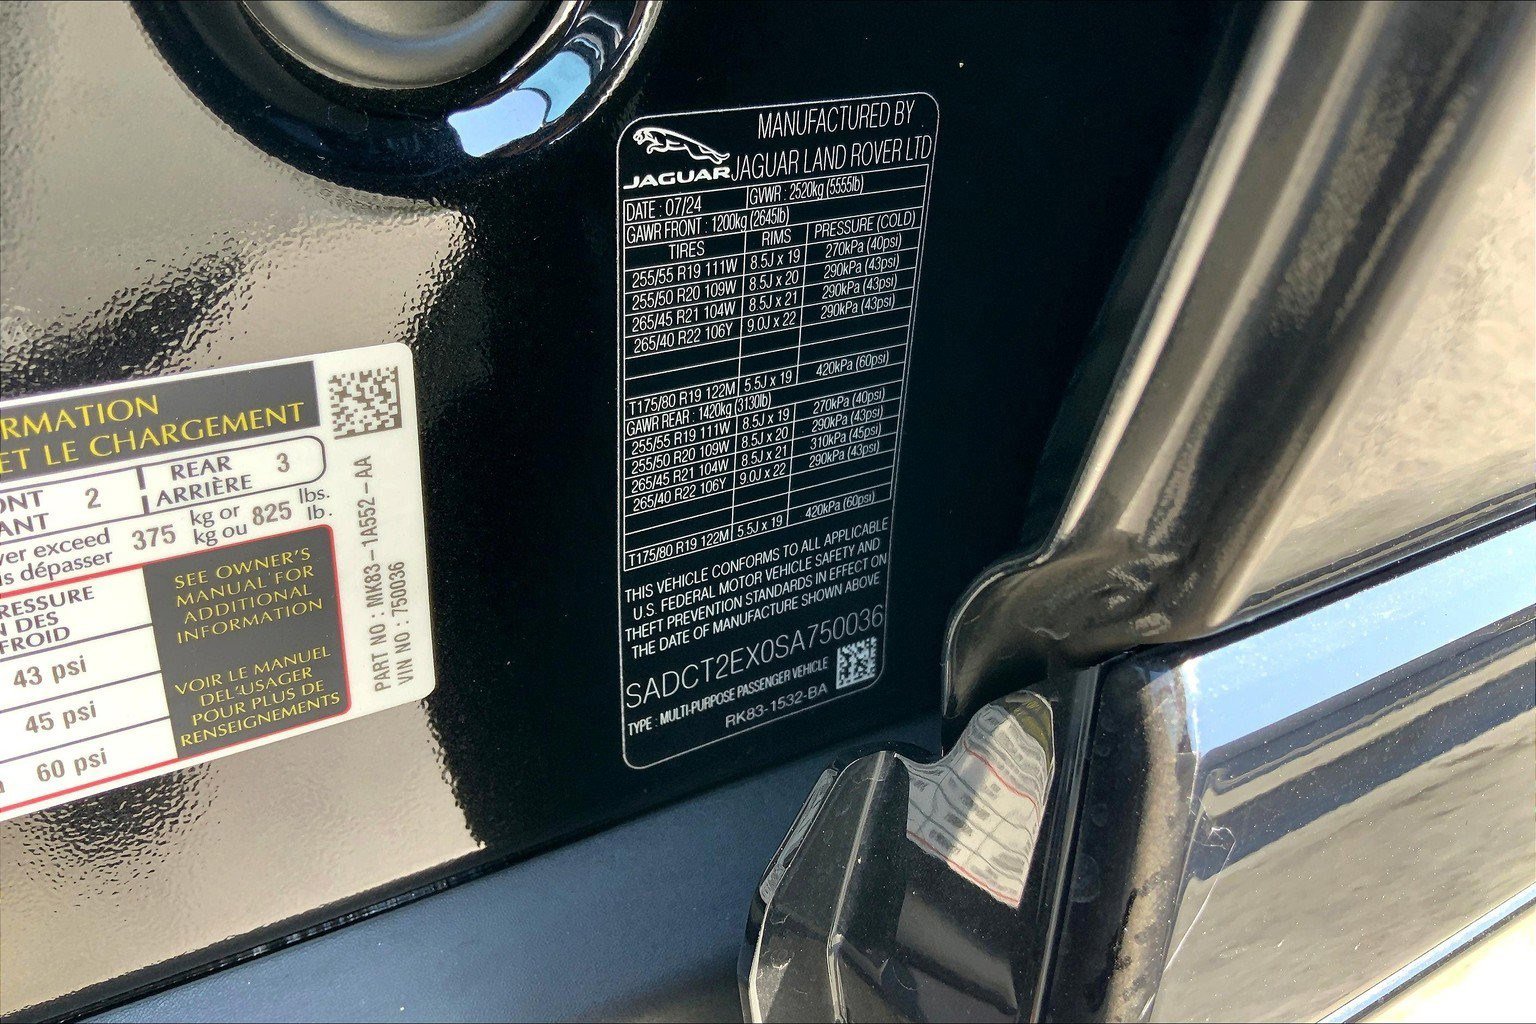 RMATION
ET LE CHARGEMENT
ONT 2 REAR 3
ANT ARRIÈRE
ver exceed 375 kg or 825 lbs.
s dépasser kg ou lb.
RESSURE
N DES
FROID
43 psi
45 psi
60 psi
SEE OWNER'S
MANUAL FOR
ADDITIONAL
INFORMATION
VOIR LE MANUEL
DEL'USAGER
POUR PLUS DE
RENSEIGNEMENTS
PART NO : MK83-1A552-AA
VIN NO : 750036
MANUFACTURED BY
JAGUAR JAGUAR LAND ROVER LTD
DATE : 07/24 GVWR : 2520kg (5555lb)
GAWR FRONT : 1200kg (2645lb)
TIRES RIMS PRESSURE (COLD)
255/55 R19 111W 8.5J x 19 270kPa (40psi)
255/50 R20 109W 8.5J x 20 290kPa (43psi)
265/45 R21 104W 8.5J x 21 290kPa (43psi)
265/40 R22 106Y 9.0J x 22 290kPa (43psi)
T175/80 R19 122M 5.5J x 19 420kPa (60psi)
GAWR REAR : 1420kg (3130lb)
255/55 R19 111W 8.5J x 19 270kPa (40psi)
255/50 R20 109W 8.5J x 20 290kPa (43psi)
265/45 R21 104W 8.5J x 21 310kPa (45psi)
265/40 R22 106Y 9.0J x 22 290kPa (43psi)
T175/80 R19 122M 5.5J x 19 420kPa (60psi)
THIS VEHICLE CONFORMS TO ALL APPLICABLE
U.S. FEDERAL MOTOR VEHICLE SAFETY AND
THEFT PREVENTION STANDARDS IN EFFECT ON
THE DATE OF MANUFACTURE SHOWN ABOVE
SADCT2EX0SA750036
TYPE : MULTI-PURPOSE PASSENGER VEHICLE
RK83-1532-BA